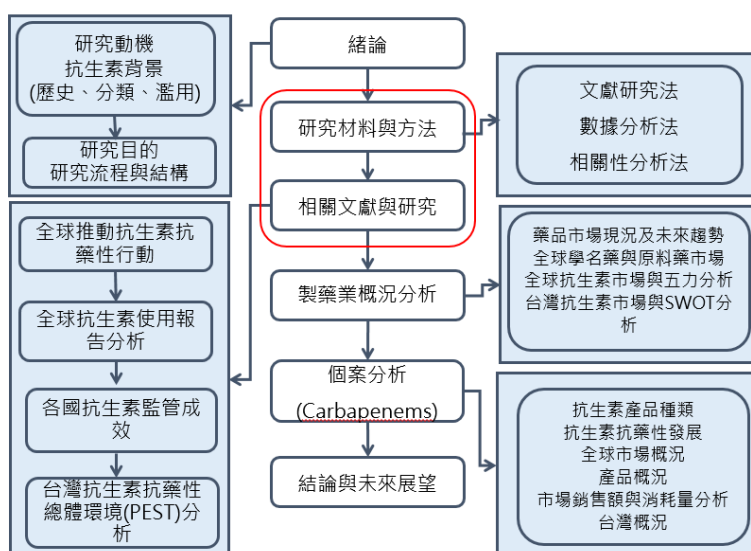 緒論
研究動機
抗生素背景
(歷史、分類、濫用)
研究目的
研究流程與結構
研究材料與方法
文獻研究法
數據分析法
相關性分析法
相關文獻與研究
全球推動抗生素抗
藥性行動
全球抗生素使用報
告分析
各國抗生素監管成
效
台灣抗生素抗藥性
總體環境(PEST)分
析
製藥業概況分析
藥品市場現況及未來趨勢
全球學名藥與原料藥市場
全球抗生素市場與五力分析
台灣抗生素市場與SWOT分
析
個案分析
(Carbapenems)
抗生素產品種類
抗生素抗藥性發展
全球市場概況
產品概況
市場銷售額與消耗量分析
台灣概況
結論與未來展望